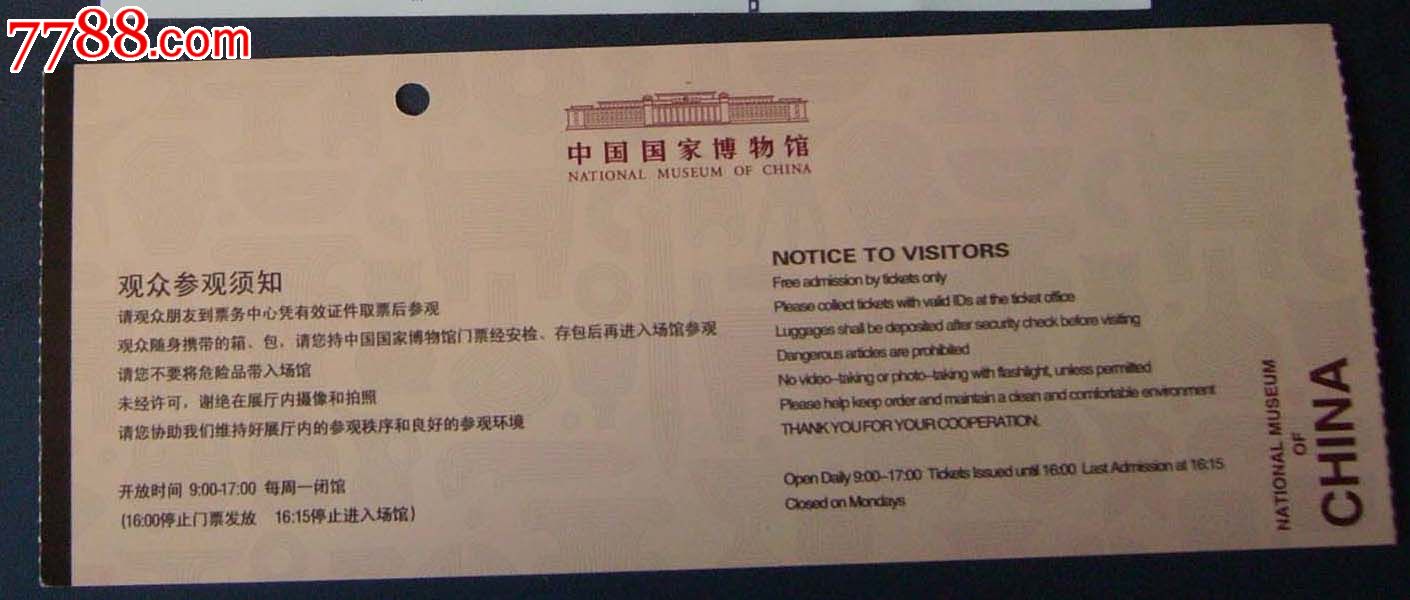 7788.com
中国国家博物馆
NATIONAL MUSEUM OF CHINA
观众参观须知
请观众朋友到票务中心凭有效证件取票后参观
观众随身携带的箱、包，请您持中国国家博物馆门票经安检、存包后再进入场馆参观
请您不要将危险品带入场馆
未经许可，谢绝在展厅内摄像和拍照
请您协助我们维持好展厅内的参观秩序和良好的参观环境
开放时间 9:00-17:00 每周一闭馆
(16:00停止门票发放 16:15停止进入场馆)
NOTICE TO VISITORS
Free admission by tickets only
Please collect tickets with valid IDs at the ticket office
Luggages shall be deposited after security check before visiting
Dangerous articles are prohibited
No video-taking or photo-taking with flashlight, unless permitted
Please help keep order and maintain a clean and comfortable environment
THANK YOU FOR YOUR COOPERATION.
Open Daily 9:00-17:00 Tickets Issued until 16:00 Last Admission at 16:15
Closed on Mondays
NATIONAL MUSEUM
OF
CHINA